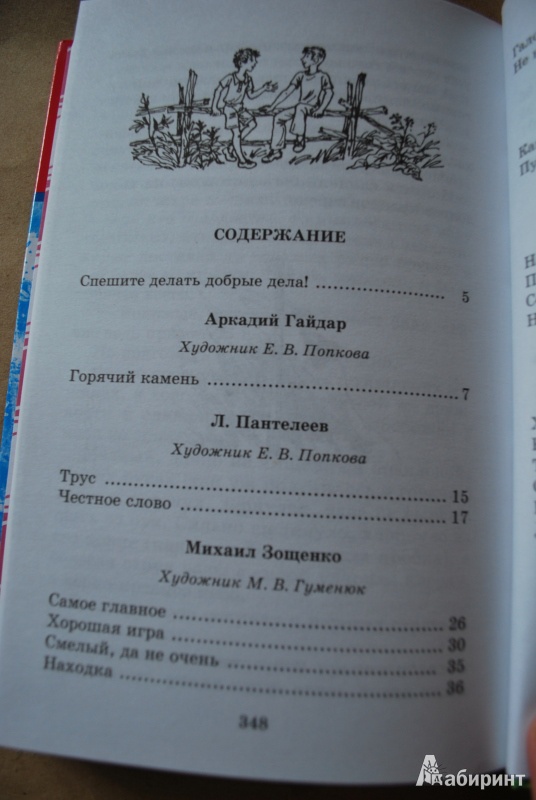 СОДЕРЖАНИЕ
Спешите делать добрые дела! 5
Аркадий Гайдар
Художник Е. В. Попкова
Горячий камень 7
Л. Пантелеев
Художник Е. В. Попкова
Трус 15
Честное слово 17
Михаил Зощенко
Художник М. В. Гуменюк
Самое главное 26
Хорошая игра 30
Смелый, да не очень 35
Находка 36
348
Лабиринт